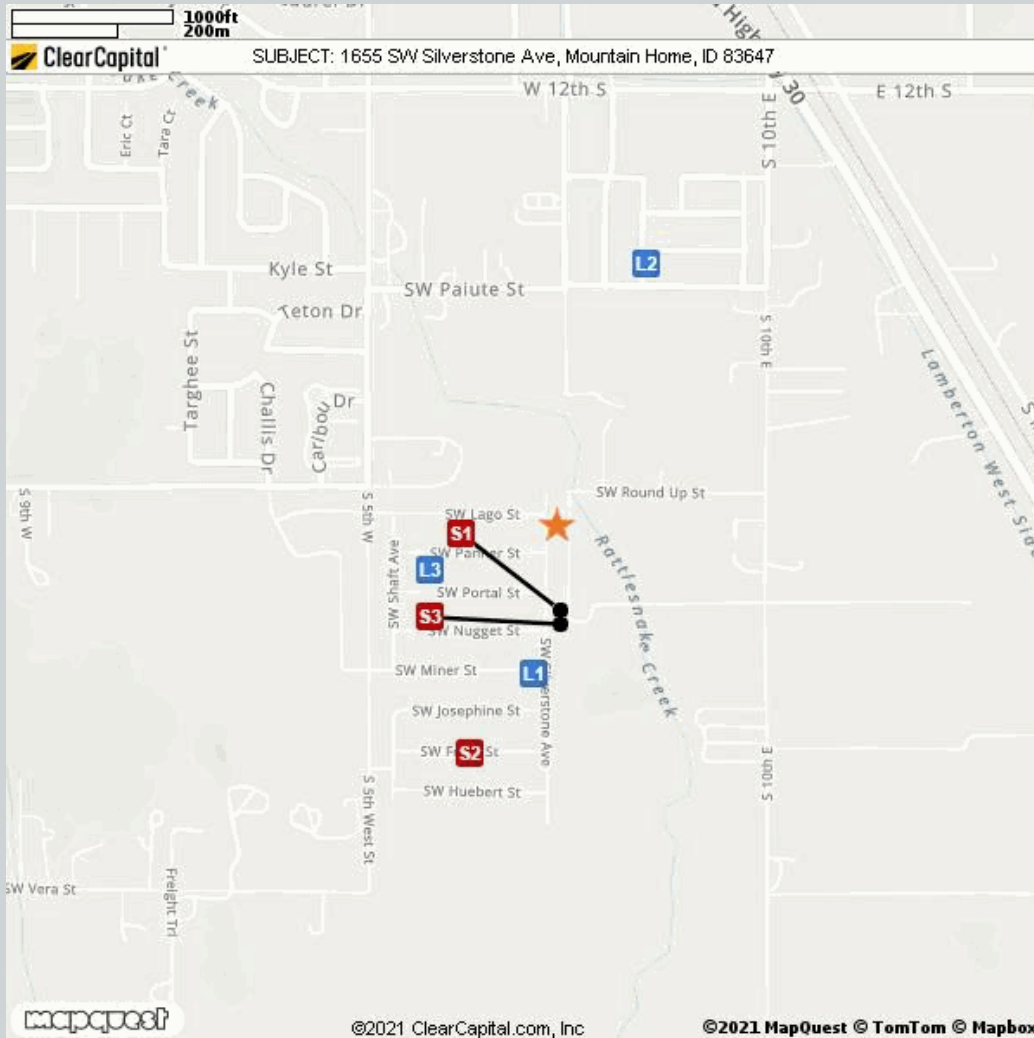 1000ft
200m
ClearCapital
SUBJECT: 1655 SW Silverstone Ave, Mountain Home, ID 83647
Creek
W 12th S
E 12th S
30
Eric Ct
Tara Ct
S 10th E
L2
Kyle St
SW Paiute St
Teton Dr
S 10th E
Targhee St
Challis Dr
Caribou Dr
Lamberton West Side
S 9th W
S 5th W
SW Round Up St
SW Lago St
S1
SW Panner St
SW Shaft Ave
L3
SW Portal St
Rattlesnake Creek
S3
SW Nugget St
SW Miner St
L1
SW Josephine St
S2
St
SW Huebert St
S 10th E
S 5th West St
SW Vera St
Freight Trl
mapquest
©2021 ClearCapital.com, Inc
©2021 MapQuest © TomTom © Mapbox